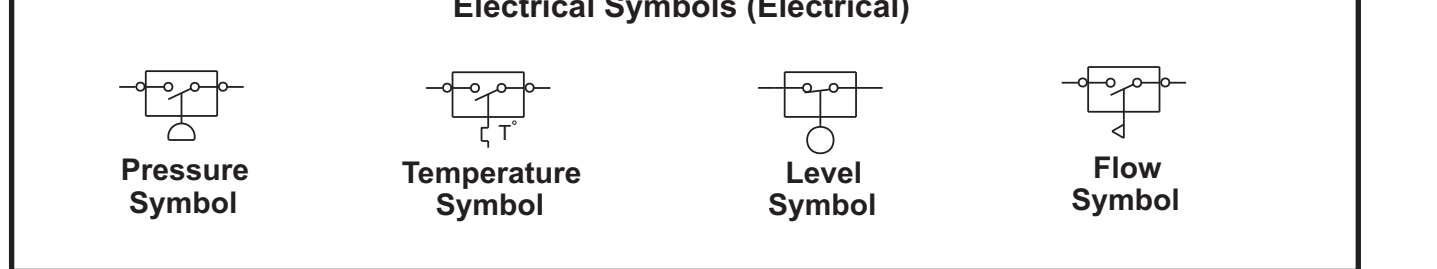 Electrical Symbols (Electrical)
T°
Pressure
Symbol
Temperature
Symbol
Level
Symbol
Flow
Symbol